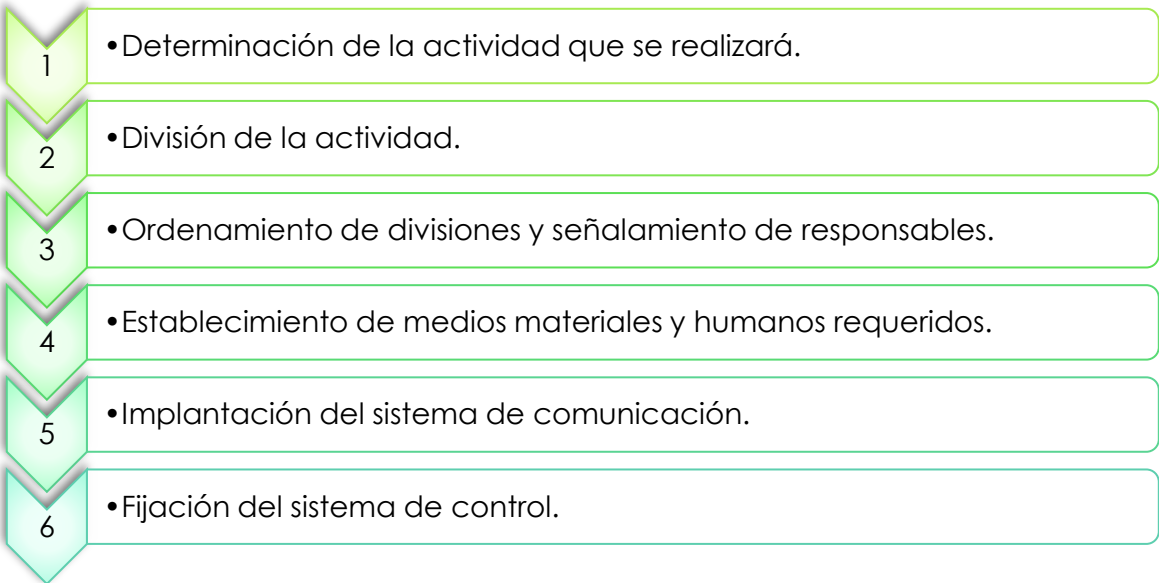 1 •Determinación de la actividad que se realizará.
2 •División de la actividad.
3 •Ordenamiento de divisiones y señalamiento de responsables.
4 •Establecimiento de medios materiales y humanos requeridos.
5 •Implantación del sistema de comunicación.
6 •Fijación del sistema de control.